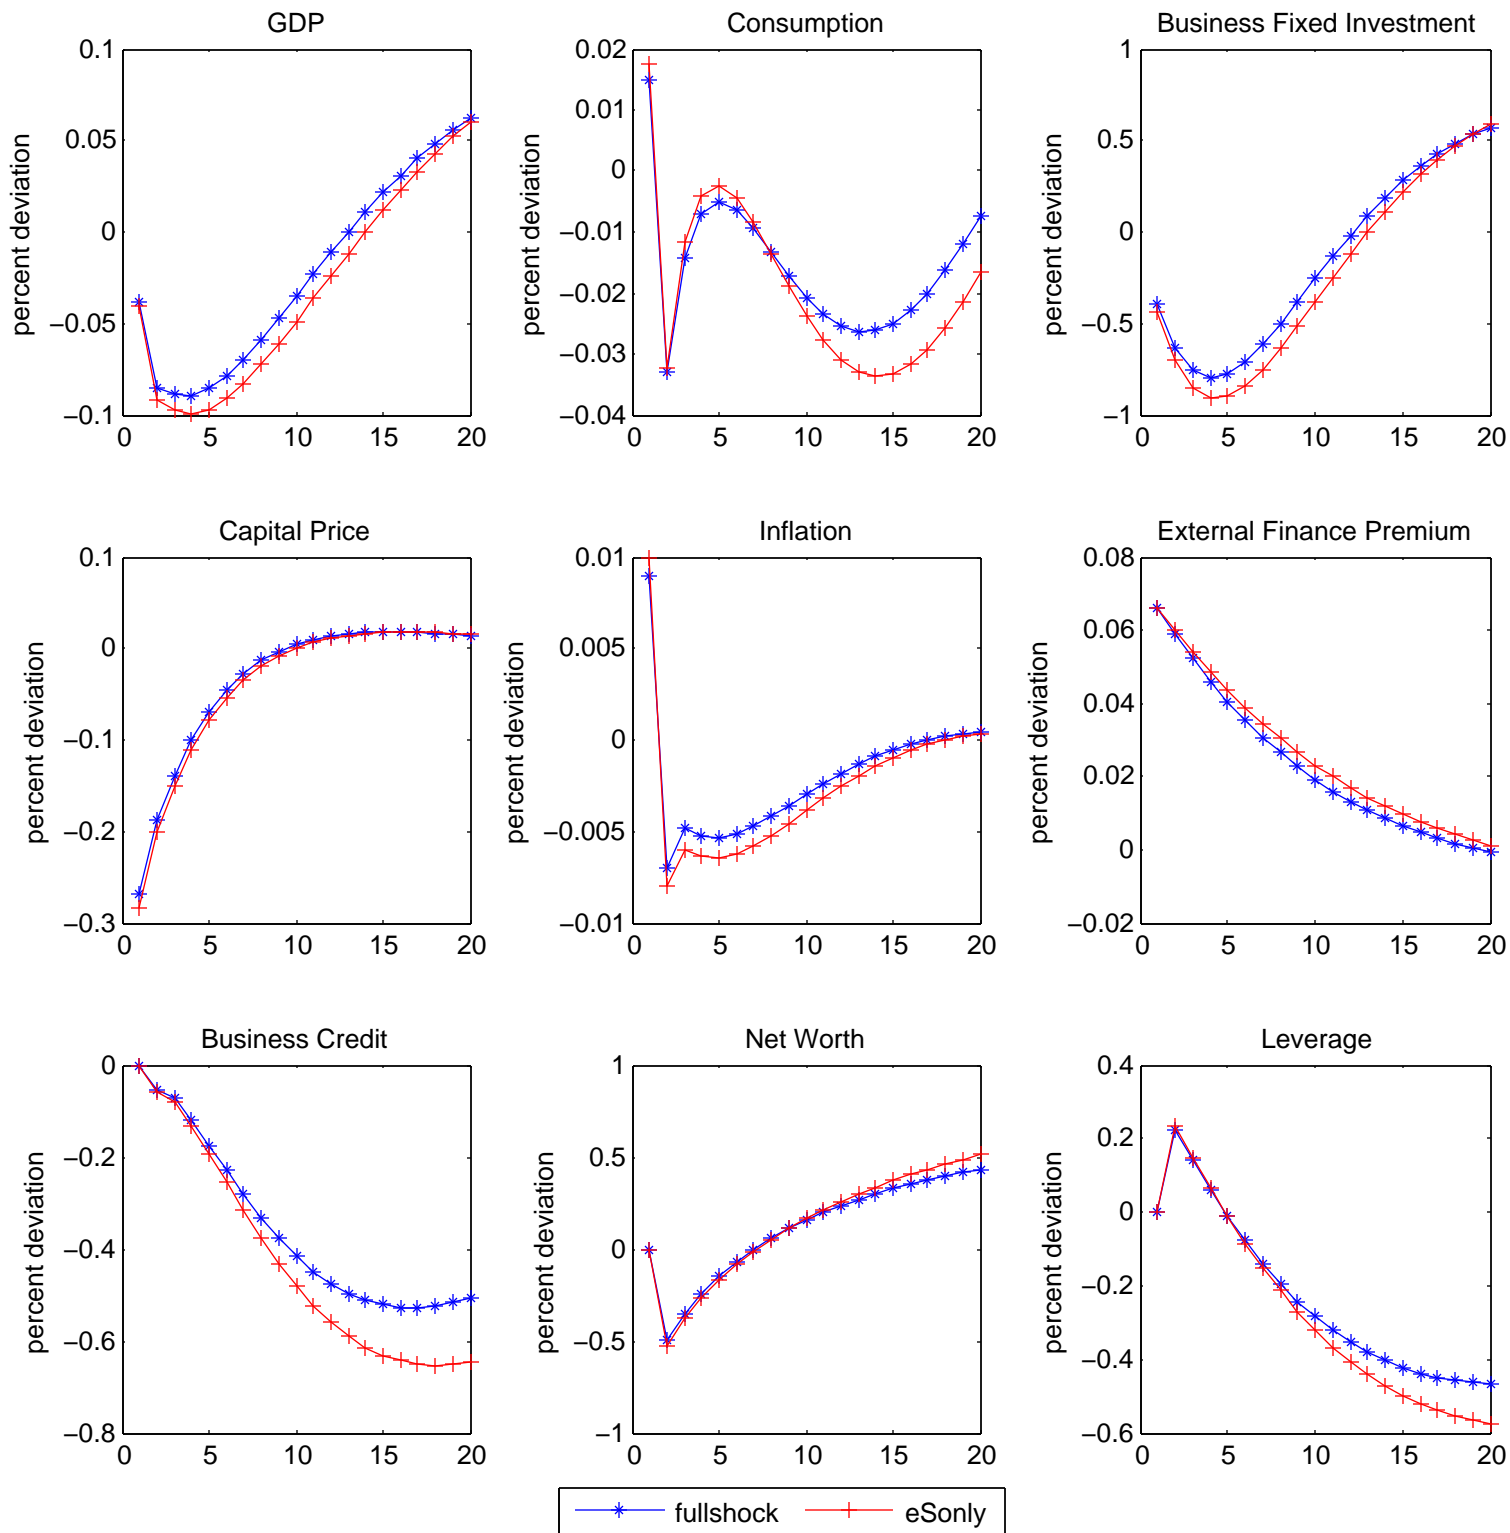 GDP
Consumption
Business Fixed Investment
0.1
0.05
0
−0.05
−0.1
percent deviation
0 5 10 15 20
0.02
0.01
0
−0.01
−0.02
−0.03
−0.04
percent deviation
0 5 10 15 20
1
0.5
0
−0.5
−1
percent deviation
0 5 10 15 20
Capital Price
Inflation
External Finance Premium
0.1
0
−0.1
−0.2
−0.3
percent deviation
0 5 10 15 20
0.01
0.005
0
−0.005
−0.01
percent deviation
0 5 10 15 20
0.08
0.06
0.04
0.02
0
−0.02
percent deviation
0 5 10 15 20
Business Credit
Net Worth
Leverage
0
−0.2
−0.4
−0.6
−0.8
percent deviation
0 5 10 15 20
1
0.5
0
−0.5
−1
percent deviation
0 5 10 15 20
0.4
0.2
0
−0.2
−0.4
−0.6
percent deviation
0 5 10 15 20
fullshock eSonly